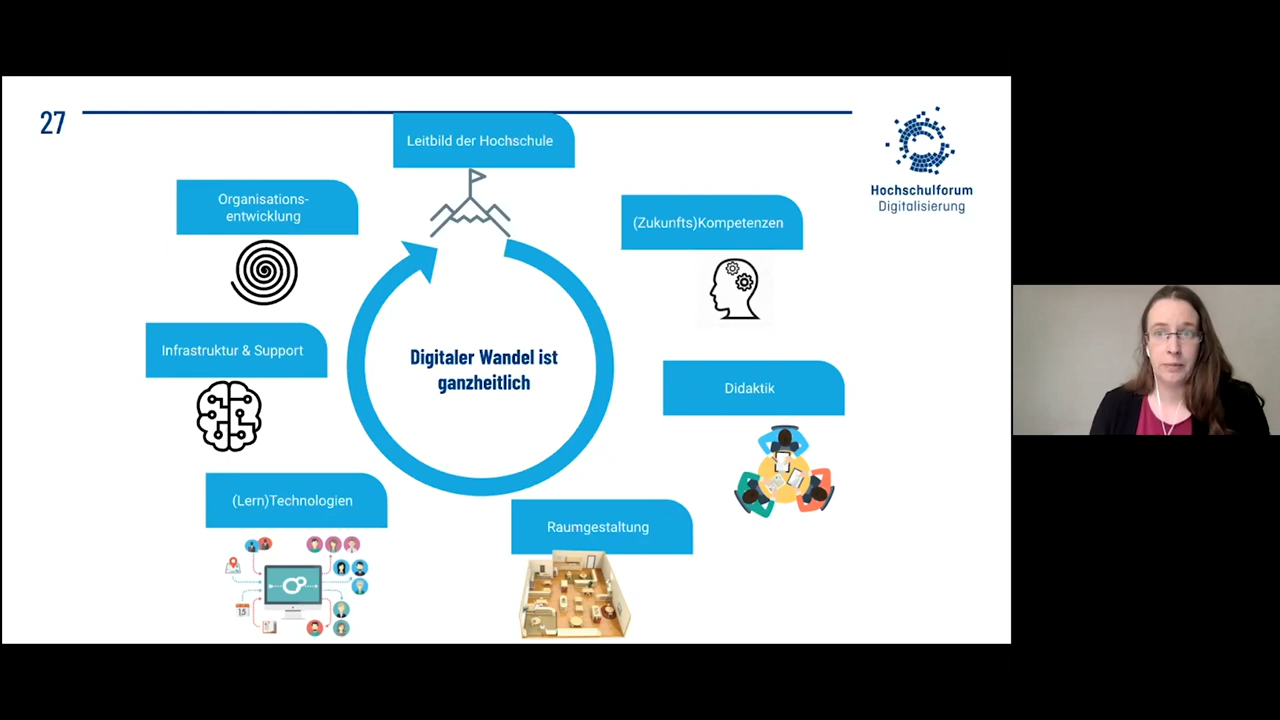 27
Leitbild der Hochschule
Hochschulforum
Digitalisierung
Organisations-
entwicklung
(Zukunfts)Kompetenzen
Infrastruktur & Support
Digitaler Wandel ist
ganzheitlich
Didaktik
(Lern)Technologien
Raumgestaltung
15